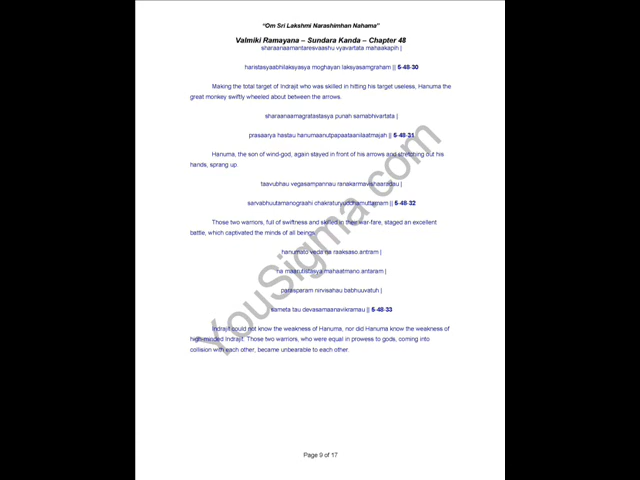 “Om Sri Lakshmi Narashimhan Nahama”
Valmiki Ramayana – Sundara Kanda – Chapter 48
sharaanaamantaresvaashu vyavartata mahaakapih |
haristasyaabhilaksyasya moghayan laksyasamgraham || 5-48-30
Making the total target of Indrajit who was skilled in hitting his target useless, Hanuma the
great monkey swiftly wheeled about between the arrows.
sharaanaamagratastasya punah samabhivartata |
prasaarya hastau hanumaanutpapaataanilaatmajah || 5-48-31
Hanuma, the son of wind-god, again stayed in front of his arrows and stretching out his
hands, sprang up.
taavubhau vegasampannau ranakarmavishaaradau |
sarvabhuutamanograahi chakraturyuddhamuttamam || 5-48-32
Those two warriors, full of swiftness and skilled in their war-fare, staged an excellent
battle, which captivated the minds of all beings.
hanumato veda na raaksaso.antram |
na maarutistasya mahaatmano antaram |
parasparam nirvisahau babhuuvatuh |
sameta tau devasamaanavikramau || 5-48-33
Indrajit could not know the weakness of Hanuma, nor did Hanuma know the weakness of
high-minded Indrajit. Those two warriors, who were equal in prowess to gods, coming into
collision with each other, became unbearable to each other.
YouSigma.com
Page 9 of 17